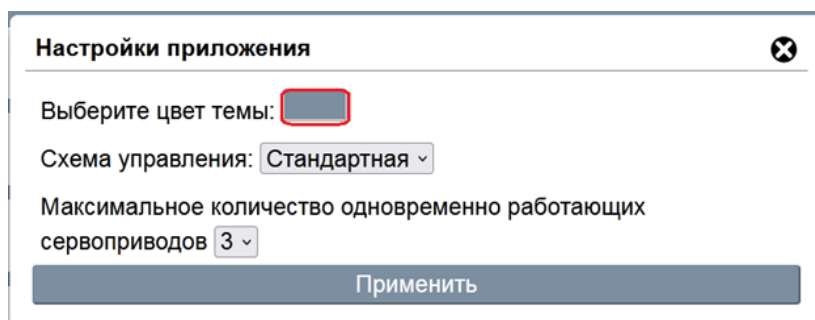 Настройки приложения
Выберите цвет темы:
Схема управления: Стандартная
Максимальное количество одновременно работающих
сервоприводов 3
Применить